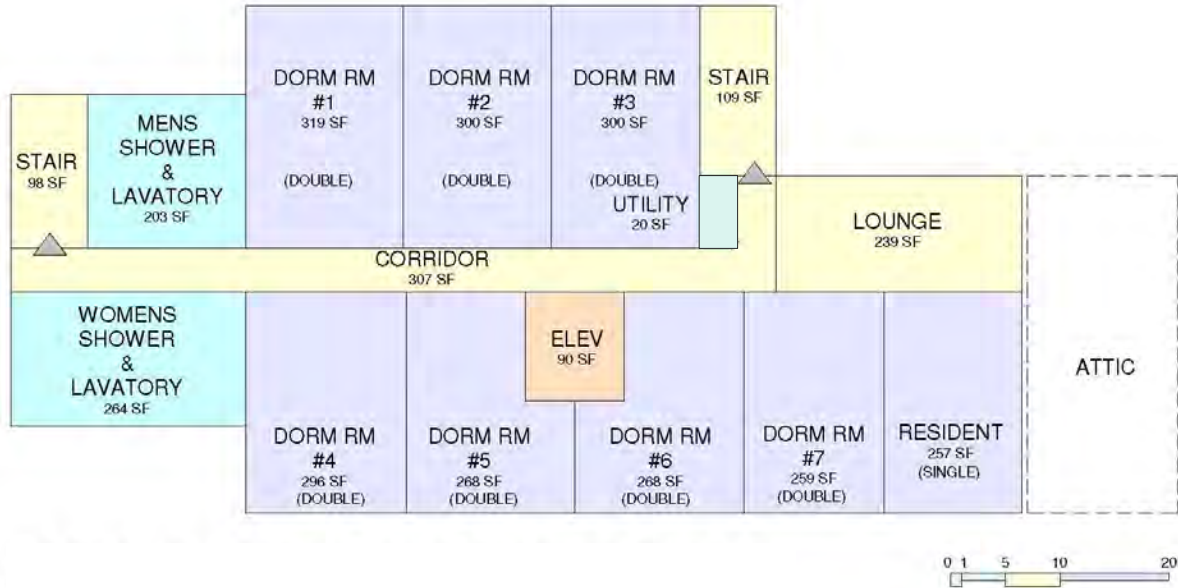 DORM RM
#1
319 SF
(DOUBLE)
DORM RM
#2
300 SF
(DOUBLE)
DORM RM
#3
300 SF
(DOUBLE)
STAIR
109 SF
STAIR
98 SF
MENS
SHOWER
&
LAVATORY
203 SF
UTILITY
20 SF
LOUNGE
239 SF
CORRIDOR
307 SF
WOMENS
SHOWER
&
LAVATORY
264 SF
ELEV
90 SF
ATTIC
DORM RM
#4
296 SF
(DOUBLE)
DORM RM
#5
268 SF
(DOUBLE)
DORM RM
#6
268 SF
(DOUBLE)
DORM RM
#7
259 SF
(DOUBLE)
RESIDENT
257 SF
(SINGLE)
0 1 5 10 20